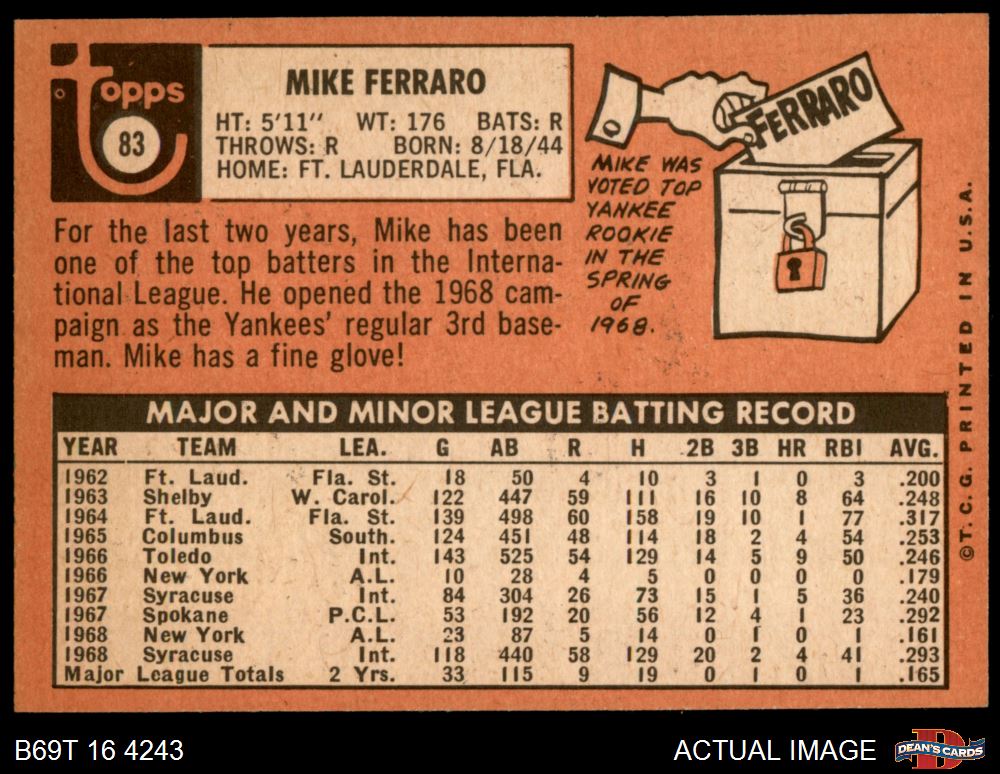 topps
83
MIKE FERRARO
HT: 5'11" WT: 176 BATS: R
THROWS: R BORN: 8/18/44
HOME: FT. LAUDERDALE, FLA.
FERRARO
MIKE WAS
VOTED TOP
YANKEE
ROOKIE
IN THE
SPRING
OF
1968.
For the last two years, Mike has been
one of the top batters in the Interna-
tional League. He opened the 1968 cam-
paign as the Yankees' regular 3rd base-
man. Mike has a fine glove!
MAJOR AND MINOR LEAGUE BATTING RECORD
YEAR TEAM LEA. G AB R H 2B 3B HR RBI AVG.
1962 Ft. Laud. Fla. St. 18 50 4 10 3 1 0 3 .200
1963 Shelby W. Carol. 122 447 59 111 16 10 8 64 .248
1964 Ft. Laud. Fla. St. 139 498 60 158 19 10 1 77 .317
1965 Columbus South. 124 451 48 114 18 2 4 54 .253
1966 Toledo Int. 143 525 54 129 14 5 9 50 .246
1966 New York A.L. 10 28 4 5 0 0 0 0 .179
1967 Syracuse Int. 84 304 26 73 15 1 5 36 .240
1967 Spokane P.C.L. 53 192 20 56 12 4 1 23 .292
1968 New York A.L. 23 87 5 14 0 1 0 1 .161
1968 Syracuse Int. 118 440 58 129 20 2 4 41 .293
Major League Totals 2 Yrs. 33 115 9 19 0 1 0 1 .165
©T. C. G. PRINTED IN U.S.A.
B69T 16 4243
ACTUAL IMAGE
DEAN'S CARDS